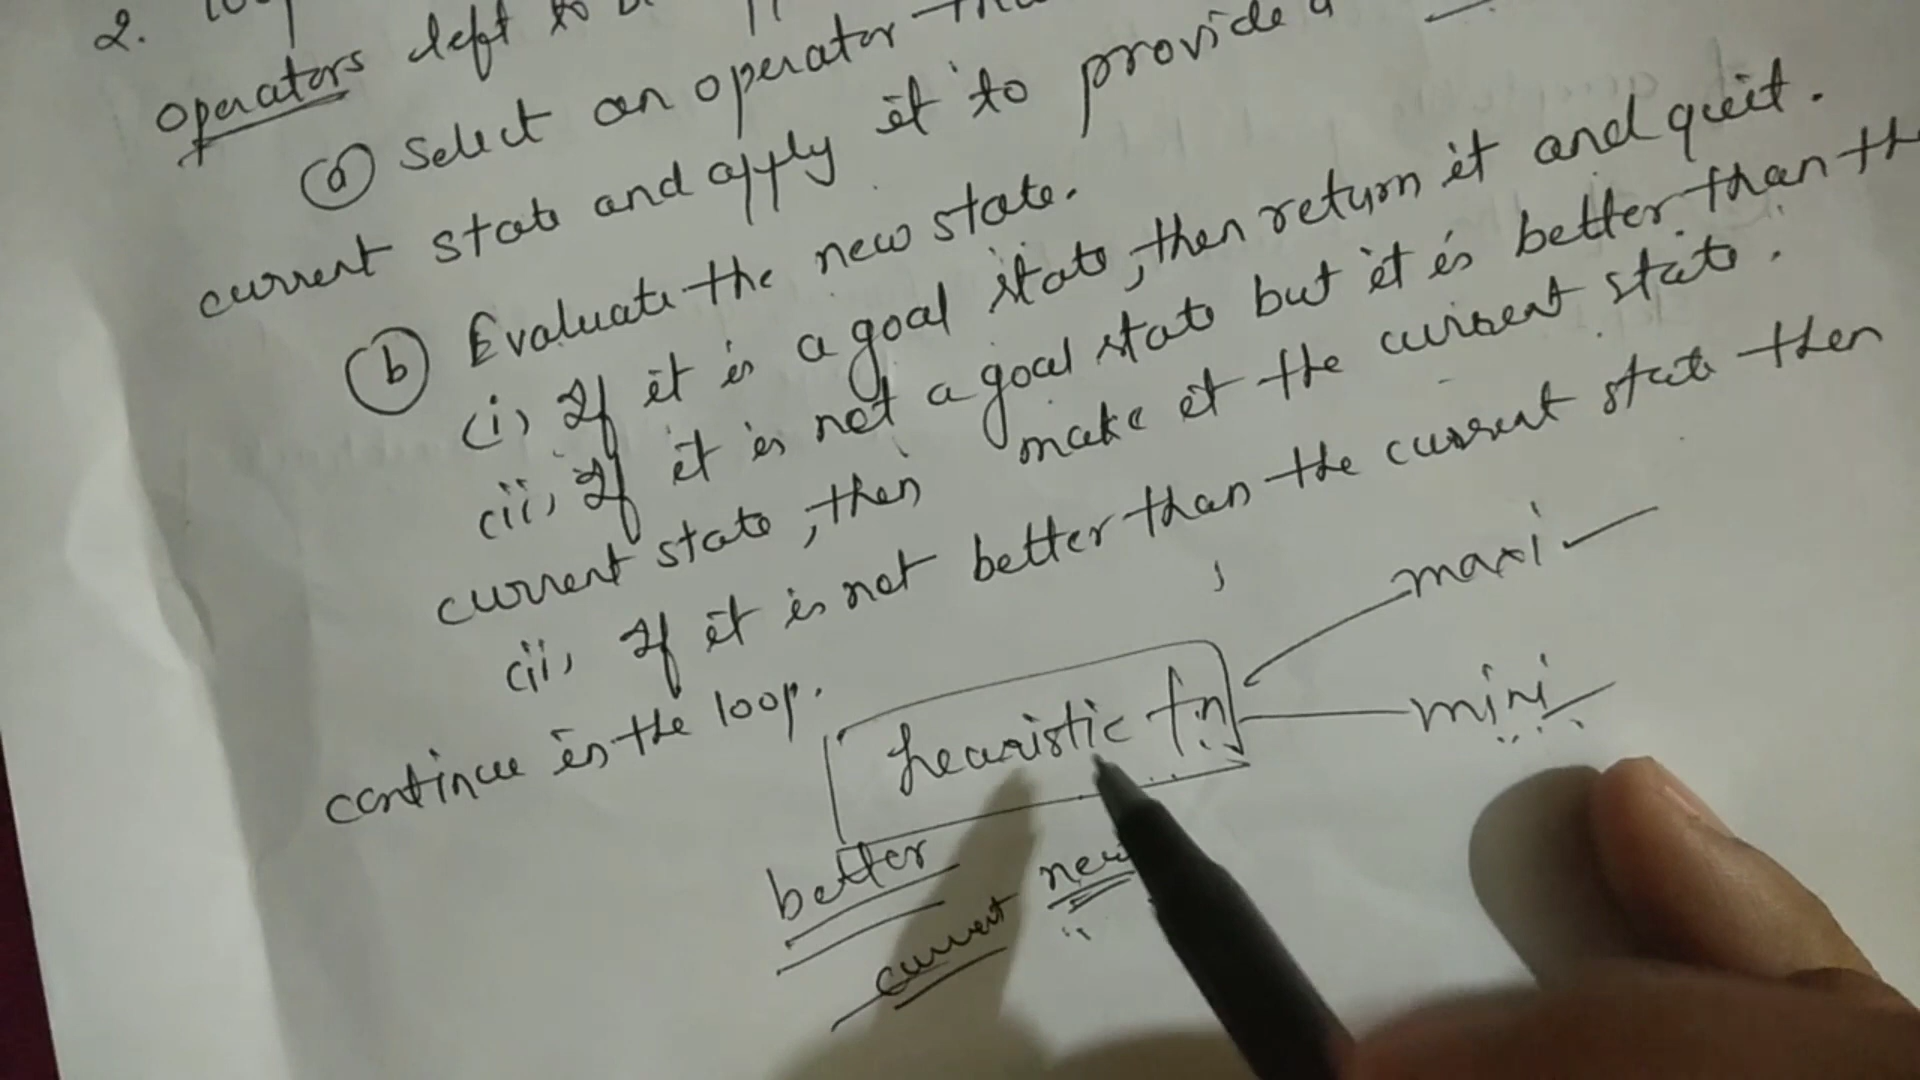 2.
operators left to
(a) Select an operator
current state and apply it to provide a
(b) Evaluate the new state.
(i) If it is a goal state, then return it and quit.
(ii) If it is not a goal state but it is better than the
current state, then make it the current state.
(ii) If it is not better than the current state then
continue in the loop.
maxi
heuristic fn
mini
better
current new